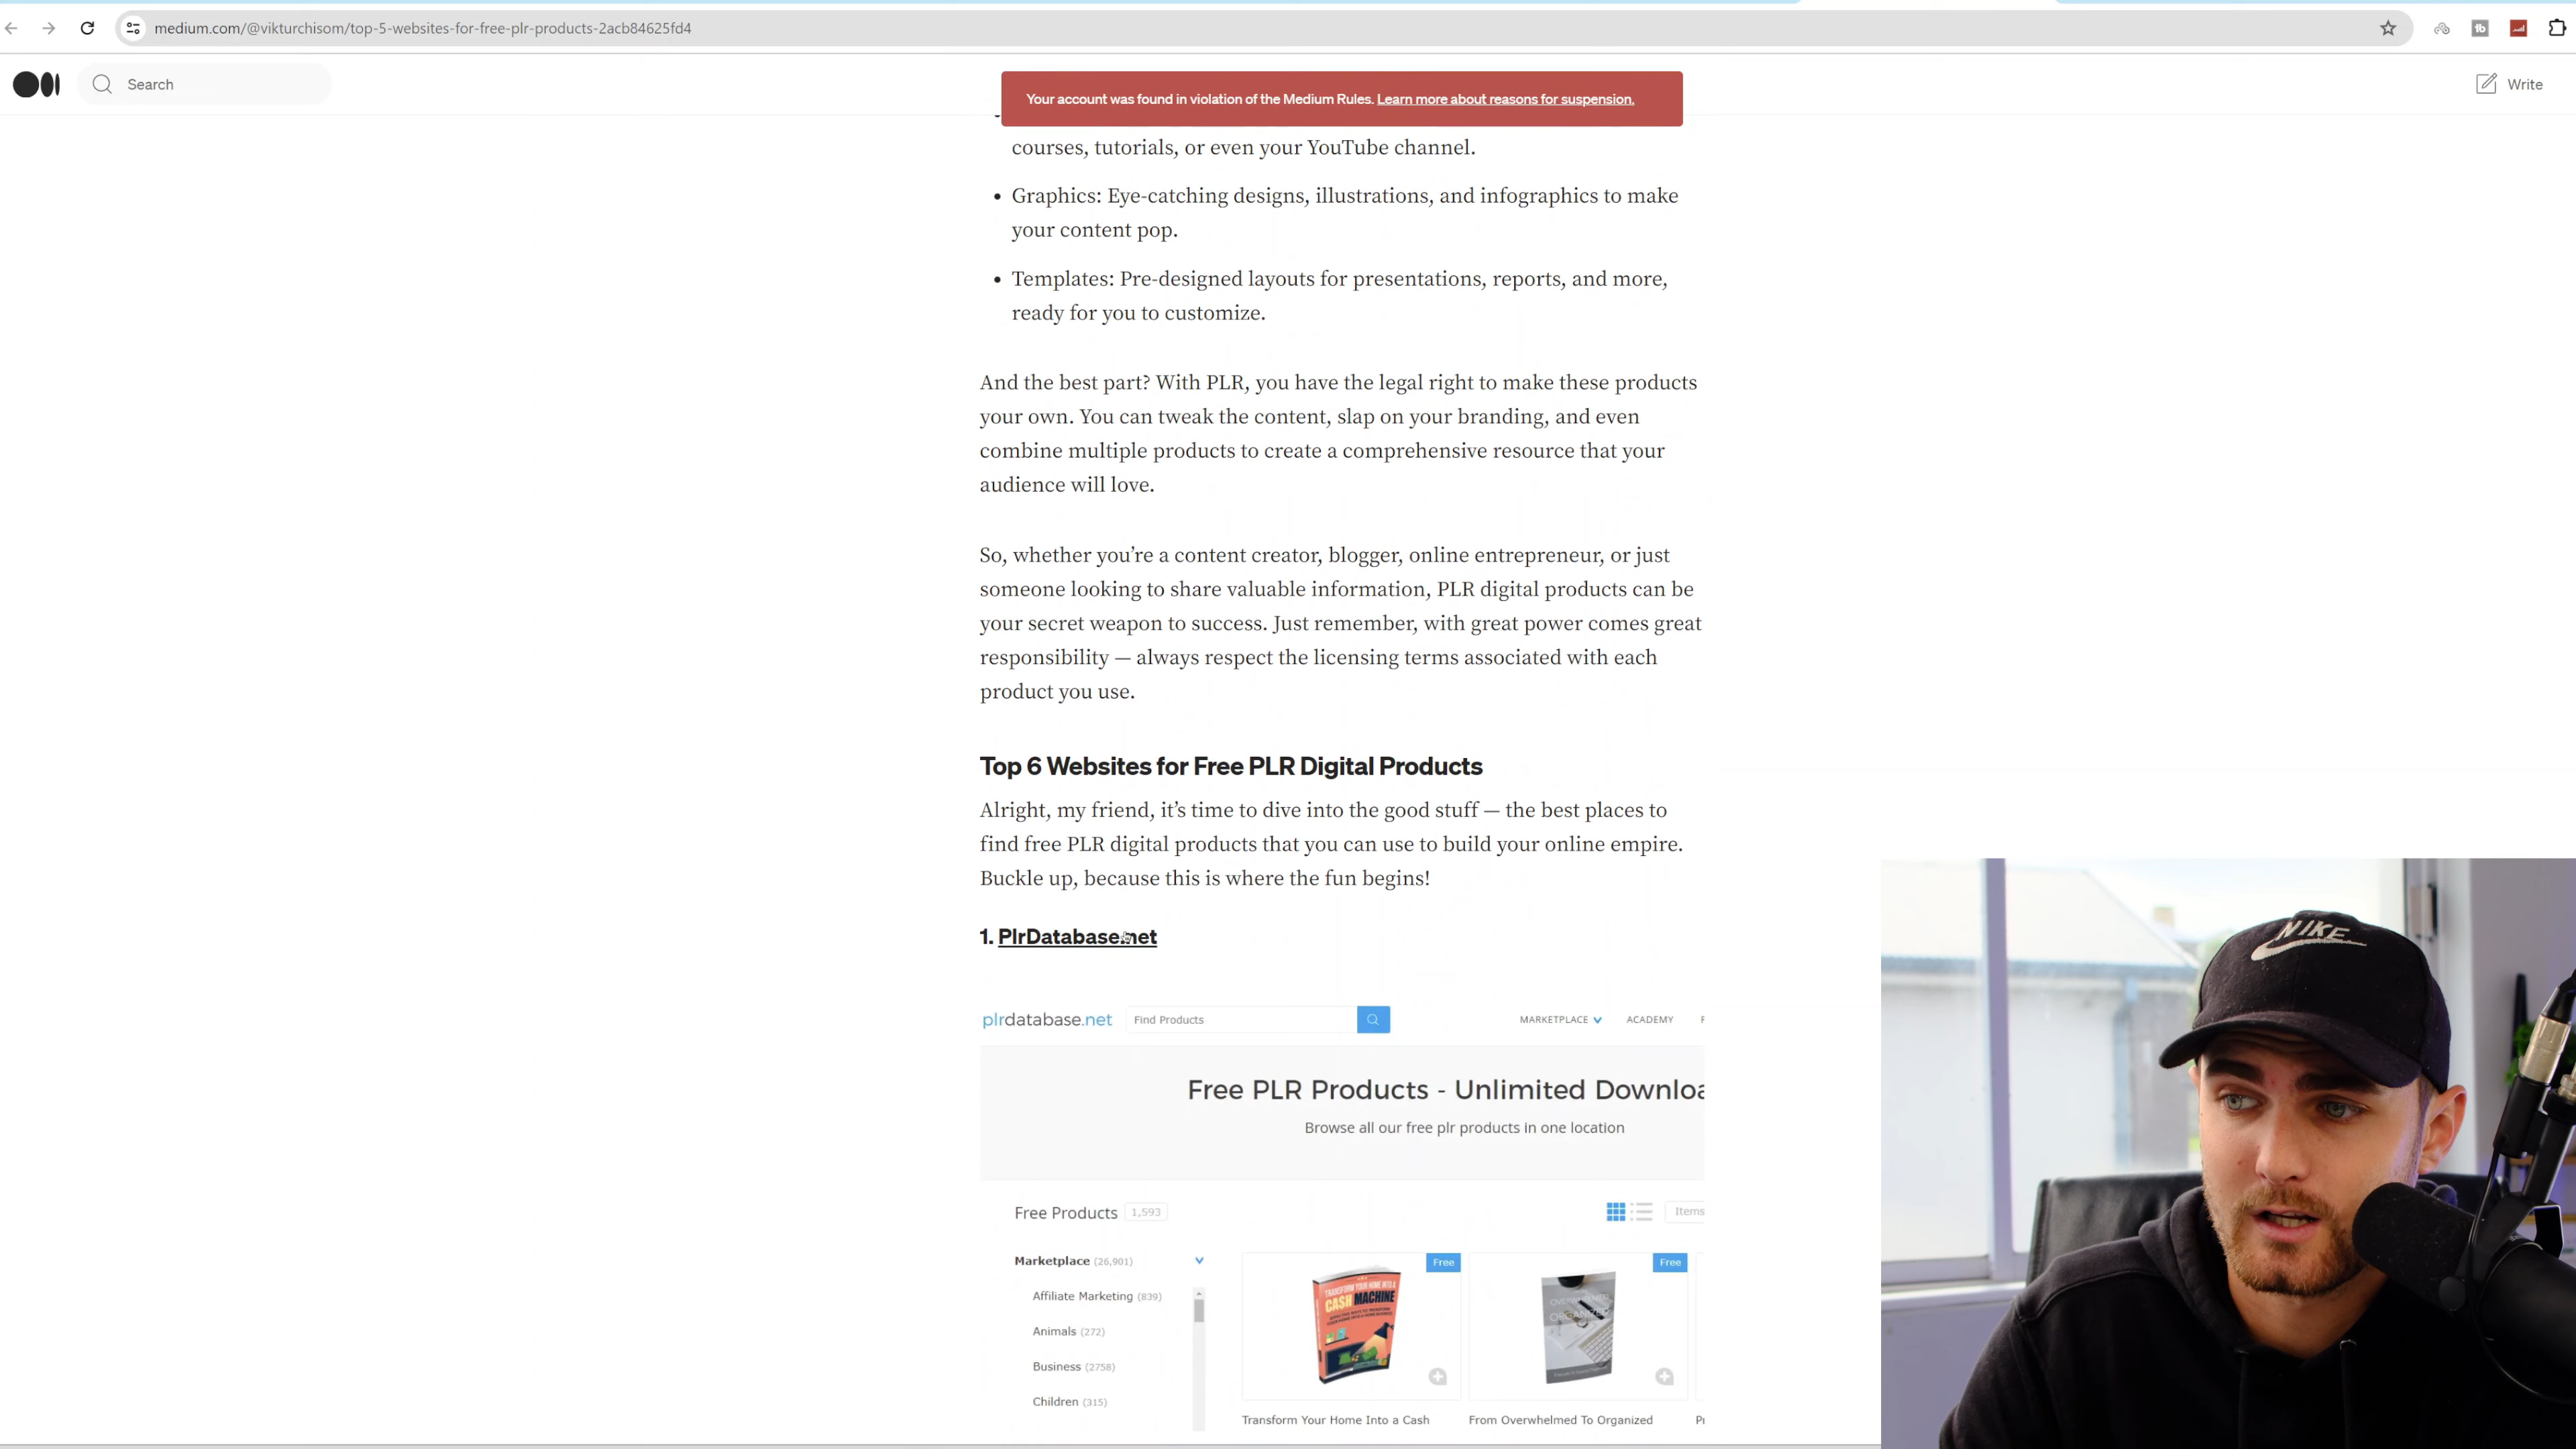 medium.com/@vikturchisom/top-5-websites-for-free-plr-products-2acb84625fd4
Search
Your account was found in violation of the Medium Rules. Learn more about reasons for suspension.
Write
courses, tutorials, or even your YouTube channel.
• Graphics: Eye-catching designs, illustrations, and infographics to make
your content pop.
• Templates: Pre-designed layouts for presentations, reports, and more,
ready for you to customize.
And the best part? With PLR, you have the legal right to make these products
your own. You can tweak the content, slap on your branding, and even
combine multiple products to create a comprehensive resource that your
audience will love.
So, whether you’re a content creator, blogger, online entrepreneur, or just
someone looking to share valuable information, PLR digital products can be
your secret weapon to success. Just remember, with great power comes great
responsibility — always respect the licensing terms associated with each
product you use.
Top 6 Websites for Free PLR Digital Products
Alright, my friend, it’s time to dive into the good stuff — the best places to
find free PLR digital products that you can use to build your online empire.
Buckle up, because this is where the fun begins!
1. PlrDatabase.net
plrdatabase.net
Find Products
MARKETPLACE
ACADEMY
Free PLR Products - Unlimited Downloa
Browse all our free plr products in one location
Free Products 1,593
Items
Marketplace (26,901)
Affiliate Marketing (839)
Animals (272)
Business (2758)
Children (315)
Free
TRANSFORM YOUR HOME INTO A
CASH MACHINE
Free
Transform Your Home Into a Cash
From Overwhelmed To Organized
NIKE